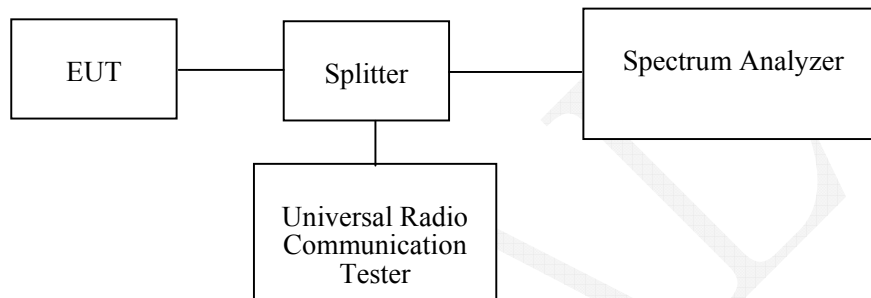 EUT
Splitter
Spectrum Analyzer
Universal Radio
Communication
Tester